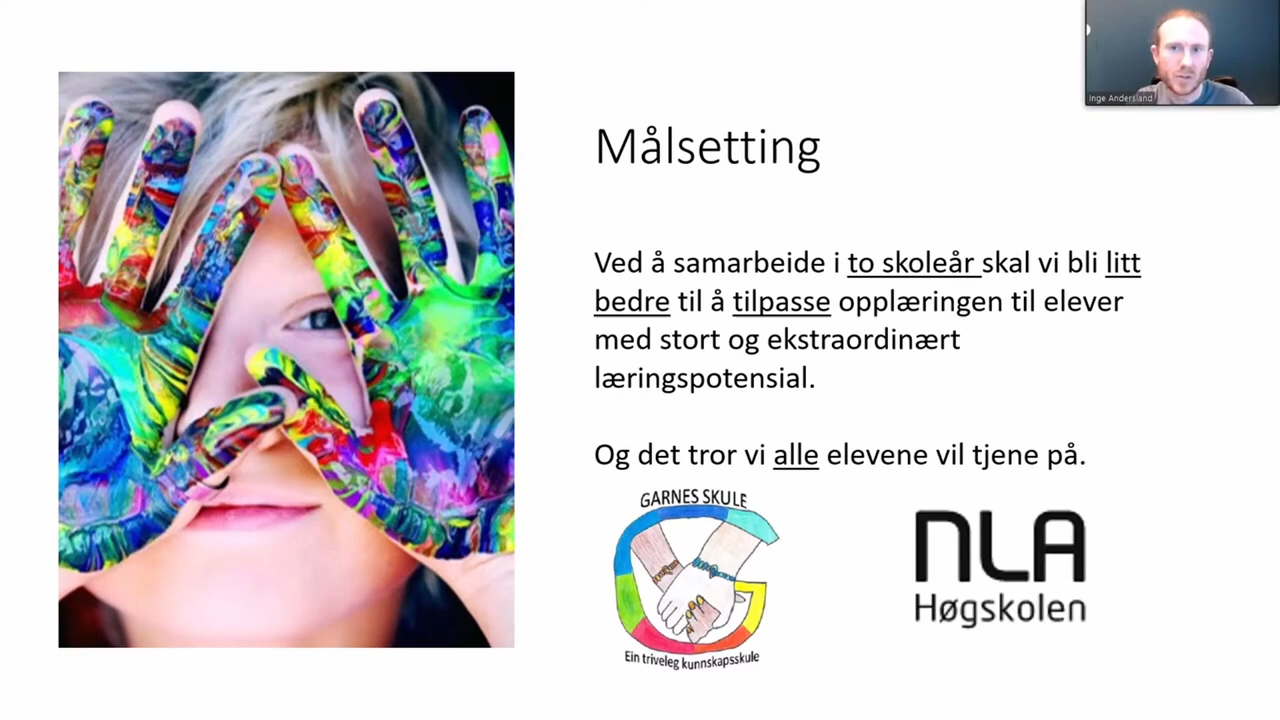 Inge Andersland
Målsetting
Ved å samarbeide i to skoleår skal vi bli litt
bedre til å tilpasse opplæringen til elever
med stort og ekstraordinært
læringspotensial.
Og det tror vi alle elevene vil tjene på.
GARNES SKULE
Ein triveleg kunnskapsskule
NLA
Høgskolen